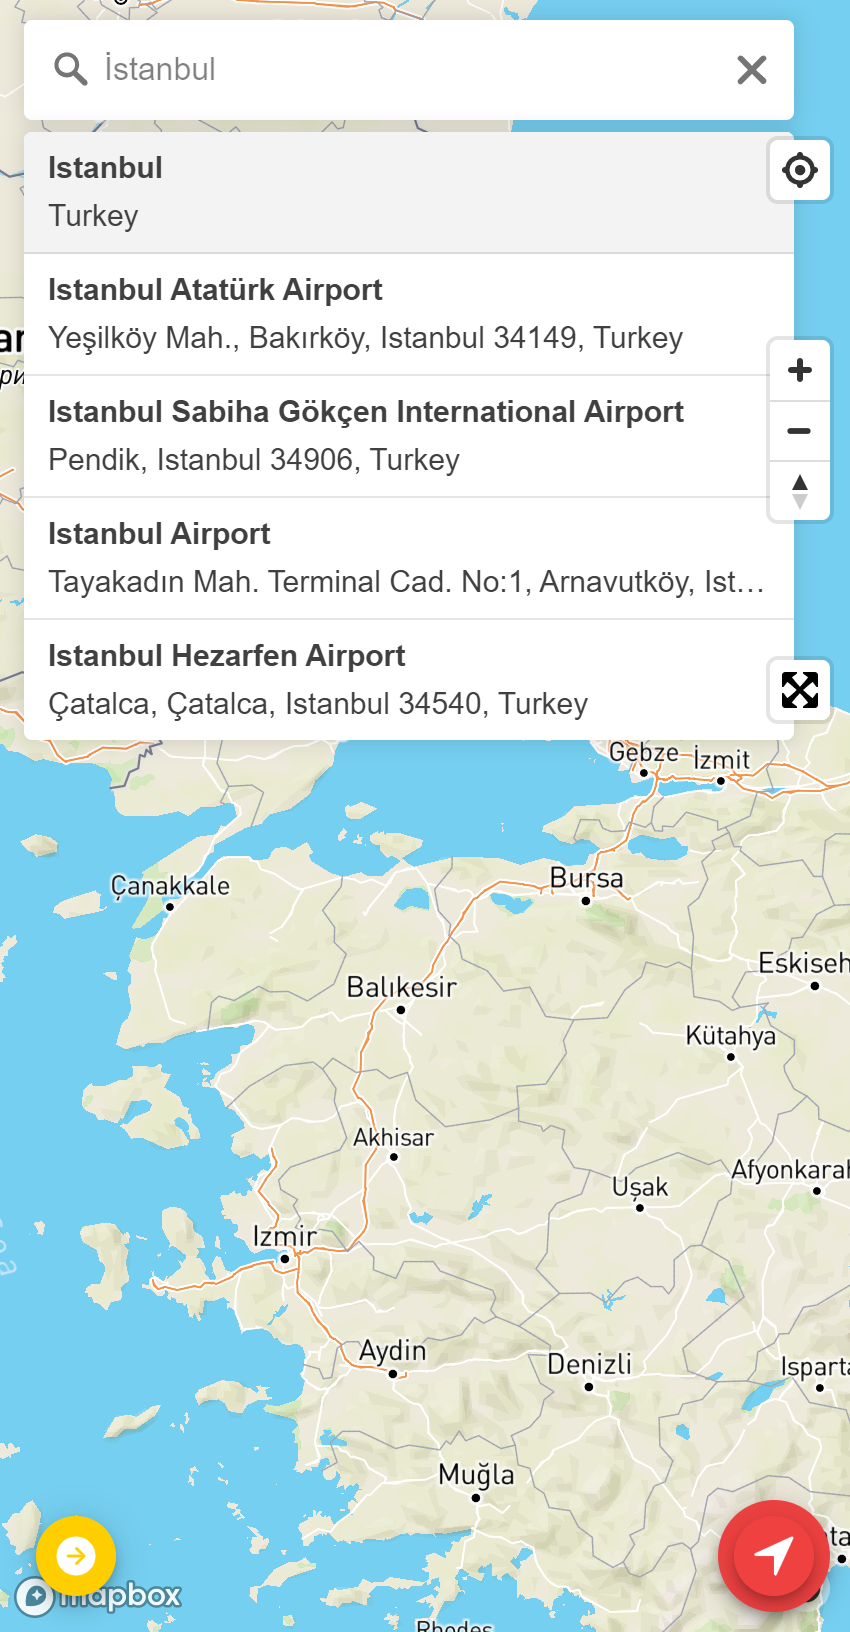 İstanbul
Istanbul
Turkey
Istanbul Atatürk Airport
Yeşilköy Mah., Bakırköy, Istanbul 34149, Turkey
Istanbul Sabiha Gökçen International Airport
Pendik, Istanbul 34906, Turkey
Istanbul Airport
Tayakadın Mah. Terminal Cad. No:1, Arnavutköy, Ist…
Istanbul Hezarfen Airport
Çatalca, Çatalca, Istanbul 34540, Turkey
Gebze
İzmit
Çanakkale
Bursa
Eskiseh
Balıkesir
Kütahya
Akhisar
Afyonkarah
Uşak
Izmir
Aydin
Denizli
Isparta
Muğla
mapbox
Rhodes